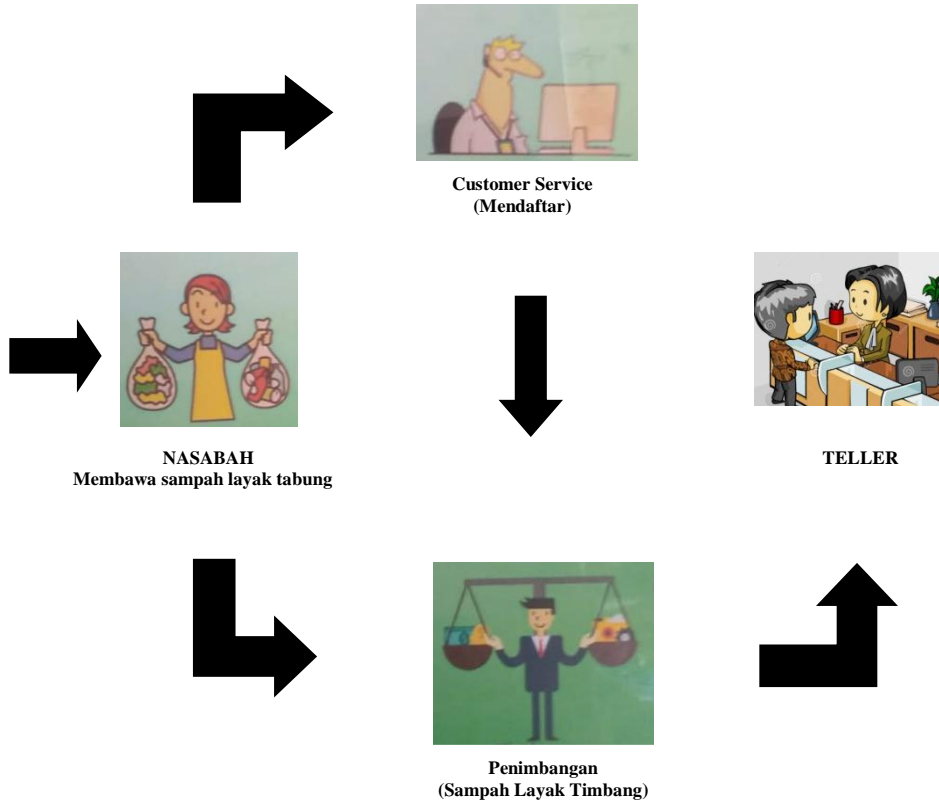 Customer Service
(Mendaftar)
NASABAH
Membawa sampah layak tabung
TELLER
Penimbangan
(Sampah Layak Timbang)